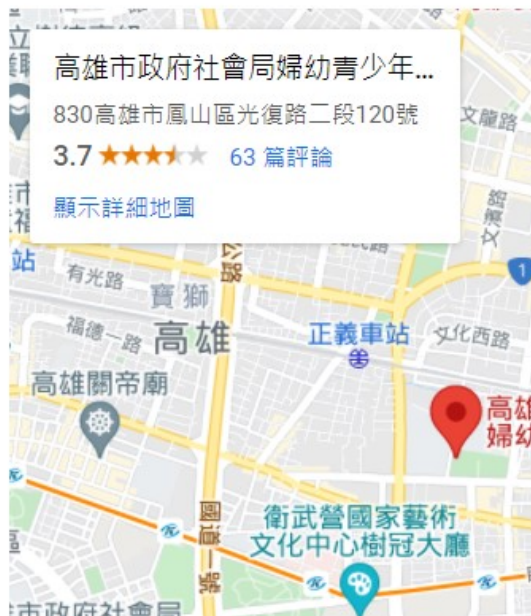 高雄市政府社會局婦幼青少年...
830高雄市鳳山區光復路二段120號
3.7
63 篇評論
顯示詳細地圖
文龍路
文濱路
站
有光路
寶獅
1
福德一路
高雄
正義車站
文化西路
高雄關帝廟
高雄
婦幼
國道一號
衛武營國家藝術
文化中心樹冠大廳
市政府社會局